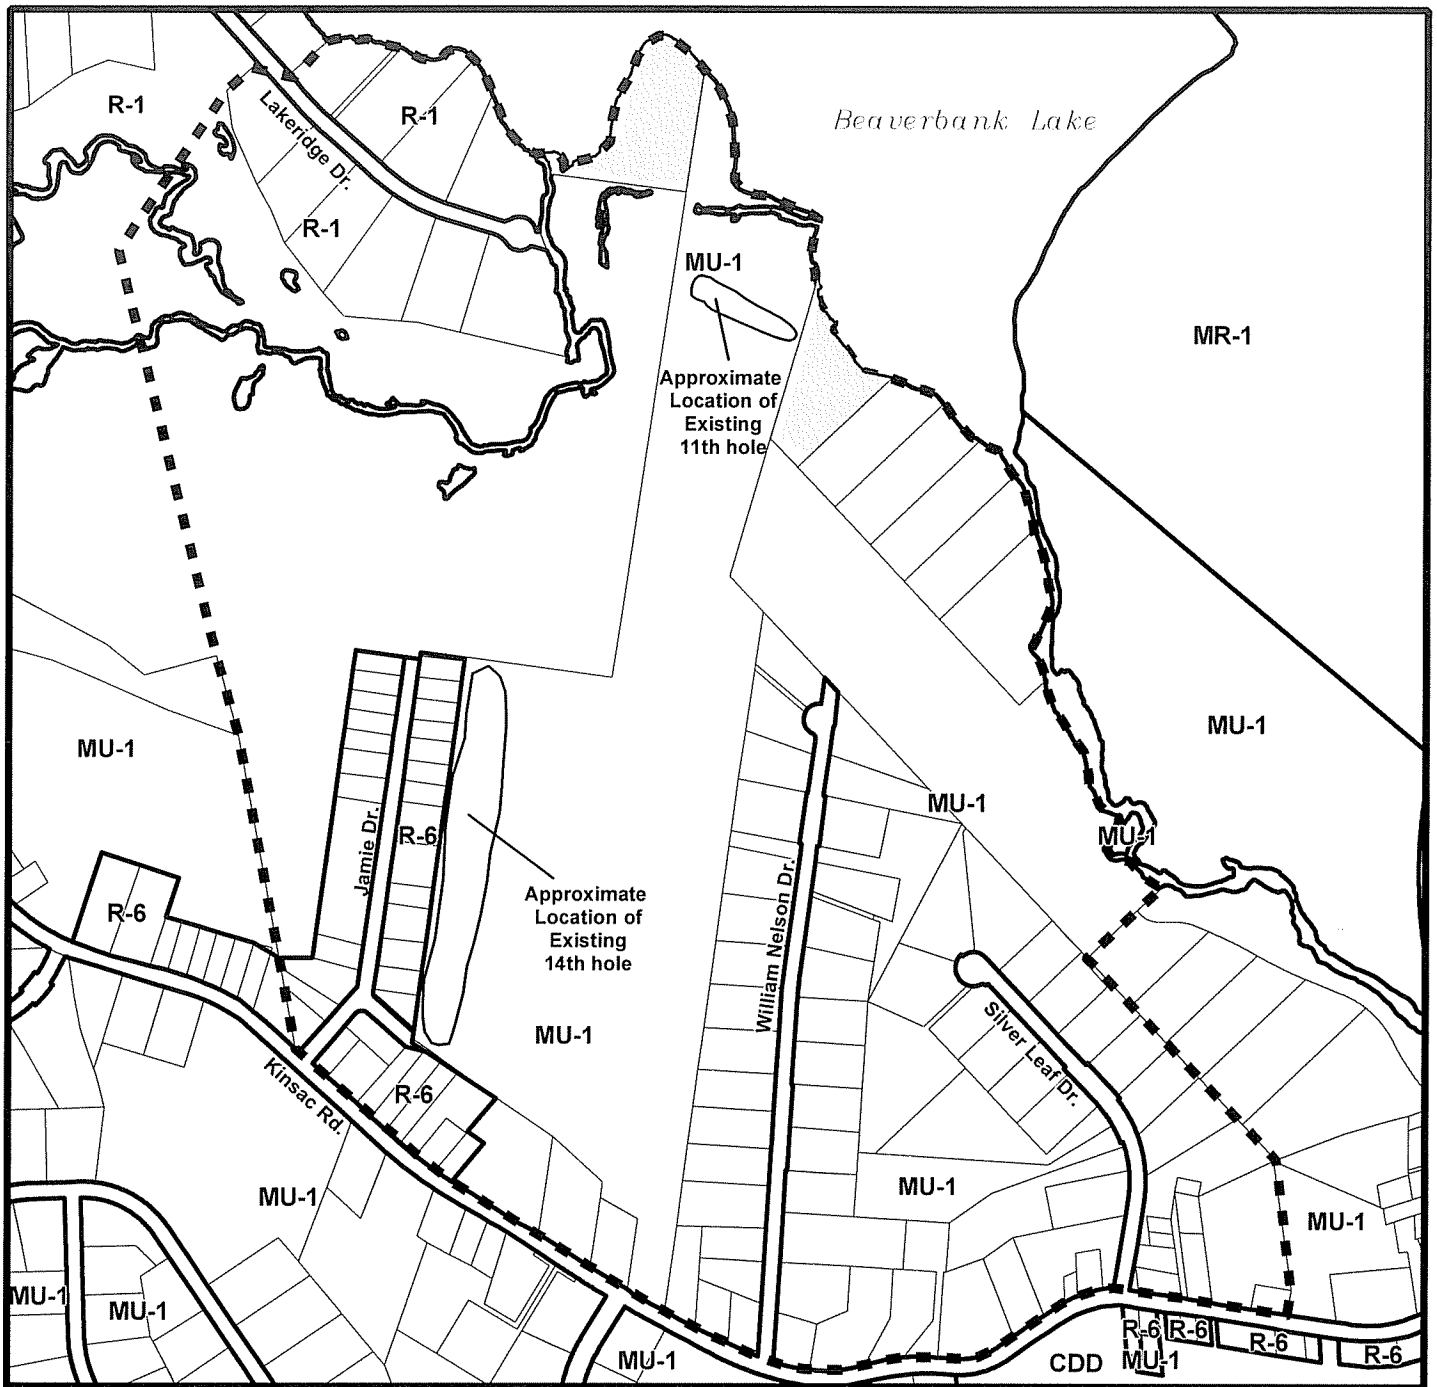 R-1
R-1
Beaverbank Lake
Lakeridge Dr.
R-1
MU-1
MR-1
Approximate
Location of
Existing
11th hole
MU-1
MU-1
MU-1
MU-1
Jamie Dr.
R-6
R-6
Approximate
Location of
Existing
14th hole
William Nelson Dr.
MU-1
Silver Leaf Dr.
Kinsac Rd.
R-6
MU-1
MU-1
MU-1
MU-1
MU-1
MU-1
R-6
R-6
R-6
R-6
CDD
MU-1